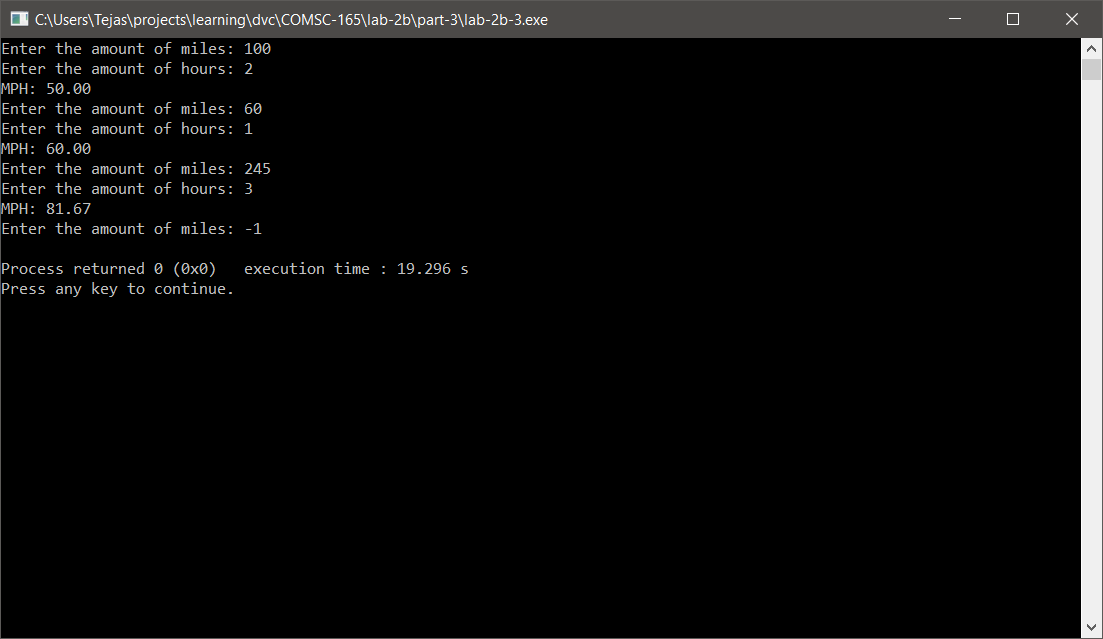 C:\Users\Tejas\projects\learning\dvc\COMSC-165\lab-2b\part-3\lab-2b-3.exe
Enter the amount of miles: 100
Enter the amount of hours: 2
MPH: 50.00
Enter the amount of miles: 60
Enter the amount of hours: 1
MPH: 60.00
Enter the amount of miles: 245
Enter the amount of hours: 3
MPH: 81.67
Enter the amount of miles: -1
Process returned 0 (0x0)   execution time : 19.296 s
Press any key to continue.